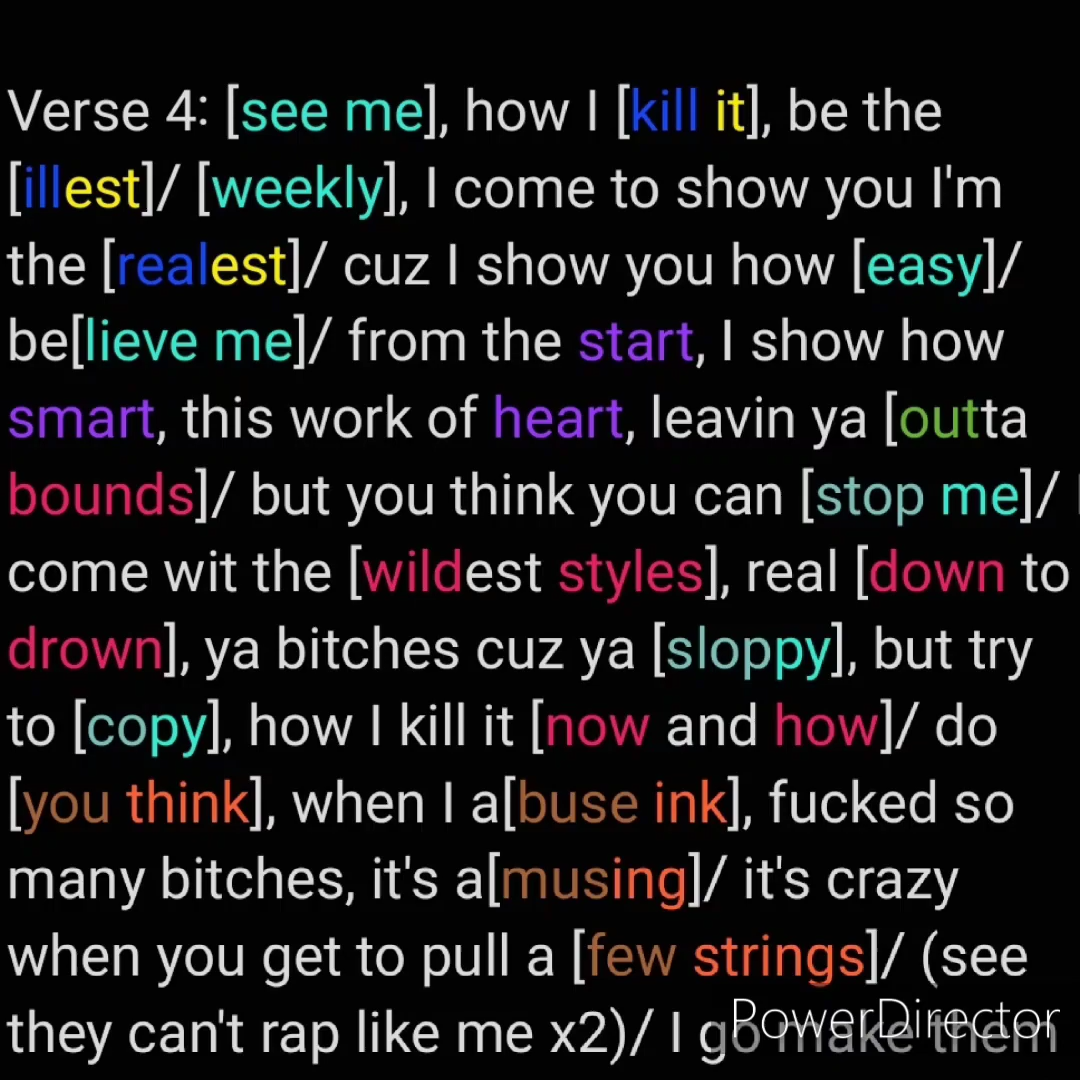 Verse 4: [see me], how I [kill it], be the
[illest]/ [weekly], I come to show you I'm
the [realest]/ cuz I show you how [easy]/
be[lieve me]/ from the start, I show how
smart, this work of heart, leavin ya [outta
bounds]/ but you think you can [stop me]/
come wit the [wildest styles], real [down to
drown], ya bitches cuz ya [sloppy], but try
to [copy], how I kill it [now and how]/ do
[you think], when I a[buse ink], fucked so
many bitches, it's a[musing]/ it's crazy
when you get to pull a [few strings]/ (see
they can't rap like me x2)/ I go make them
PowerDirector